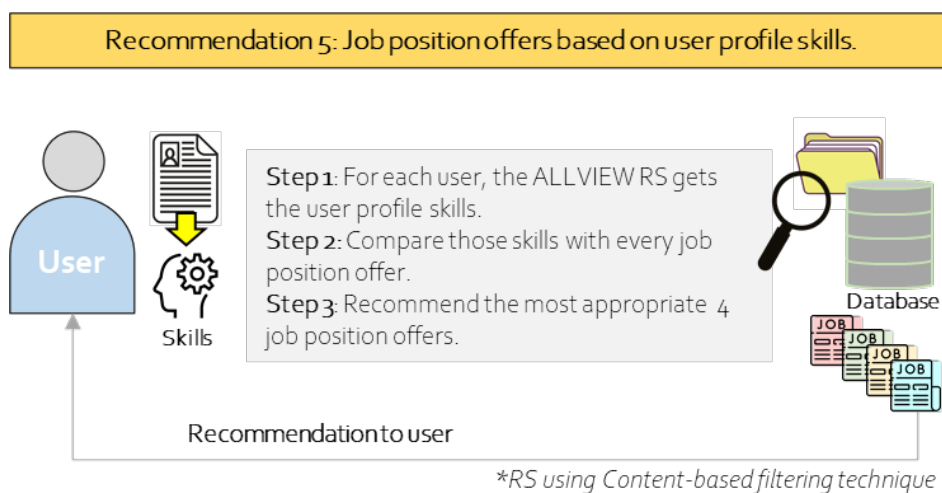 Recommendation 5: Job position offers based on user profile skills.
User
Skills
Step 1: For each user, the ALLVIEW RS gets
the user profile skills.
Step 2: Compare those skills with every job
position offer.
Step 3: Recommend the most appropriate 4
job position offers.
Database
JOB
JOB
JOB
JOB
Recommendation to user
*RS using Content-based filtering technique